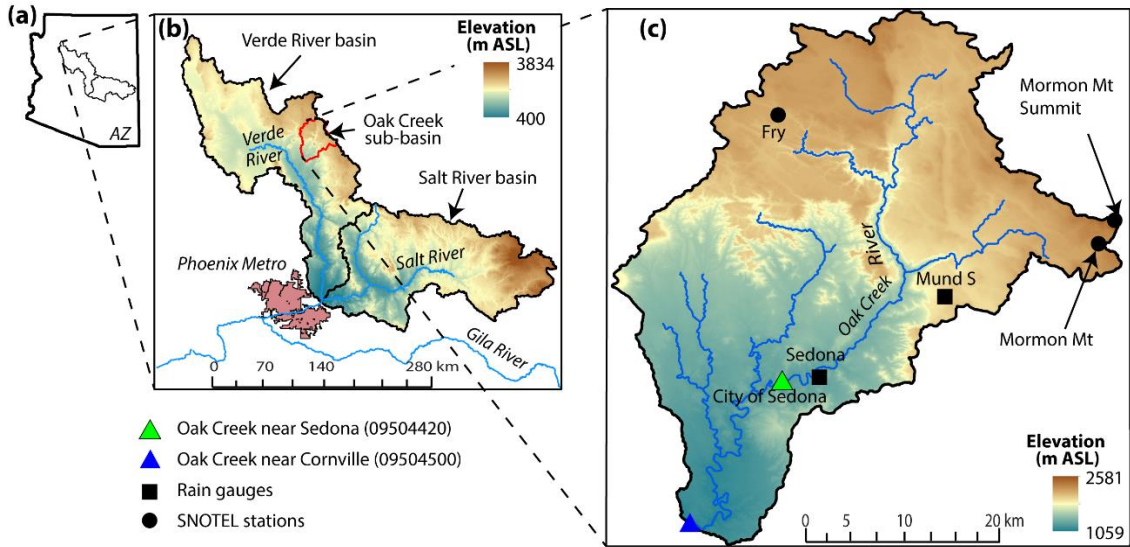 (a)
AZ
(b)
Verde River basin
Elevation
(m ASL)
3834
400
Oak Creek
sub-basin
Verde
River
Salt River basin
Salt River
Phoenix Metro
Gila River
0 70 140 280 km
Oak Creek near Sedona (09504420)
Oak Creek near Cornville (09504500)
Rain gauges
SNOTEL stations
(c)
Mormon Mt
Summit
Fry
River
Oak Creek
Mund S
Mormon Mt
Sedona
City of Sedona
Elevation
(m ASL)
2581
1059
0 5 10 20 km